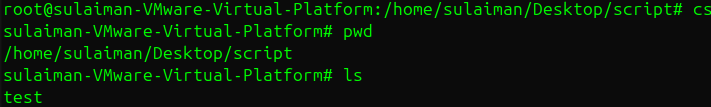 root@sulaiman-VMware-Virtual-Platform:/home/sulaiman/Desktop/script# cs
sulaiman-VMware-Virtual-Platform# pwd
/home/sulaiman/Desktop/script
sulaiman-VMware-Virtual-Platform# ls
test